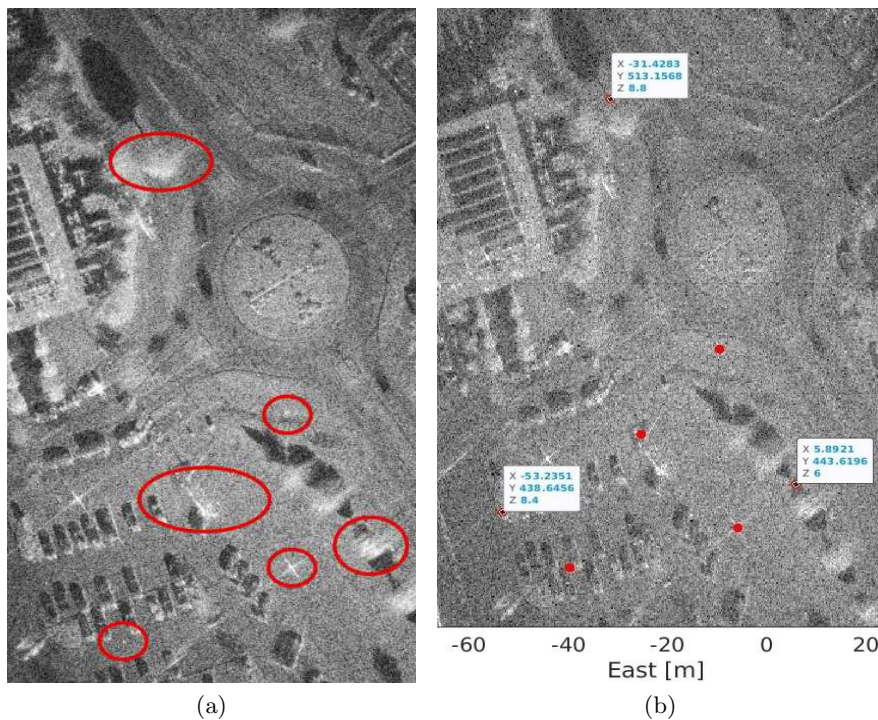 X -31.4283
Y 513.1568
Z 8.8
X 5.8921
Y 443.6196
Z 6
X -53.2351
Y 438.6456
Z 8.4
-60 -40 -20 0 20
East [m]
(a) (b)